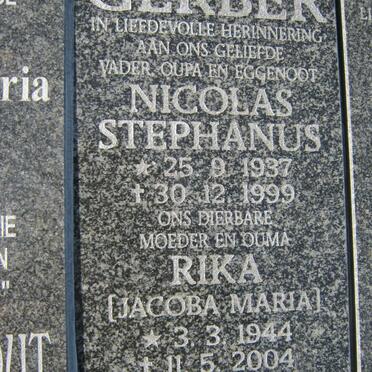 GERBER
IN LIEFDEVOLLE HERINNERING
AAN ONS GELIEFDE
VADER, OUPA EN EGGENOOT
NICOLAS
STEPHANUS
★ 25. 9. 1937
† 30. 12. 1999
ONS DIERBARE
MOEDER EN OUMA
RIKA
[JACOBA MARIA]
★ 3. 3. 1944
† 11. 5. 2004